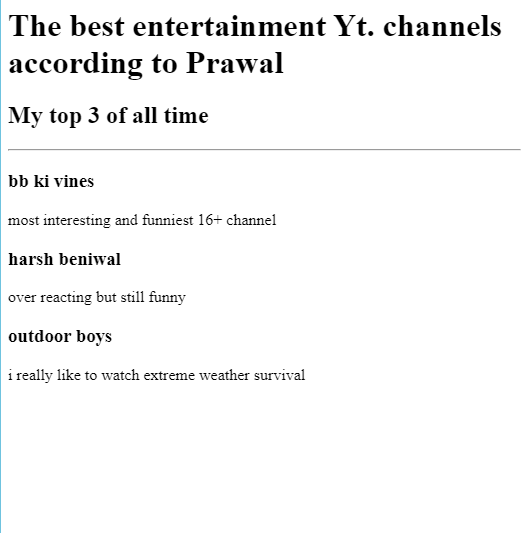 The best entertainment Yt. channels
according to Prawal
My top 3 of all time
bb ki vines
most interesting and funniest 16+ channel
harsh beniwal
over reacting but still funny
outdoor boys
i really like to watch extreme weather survival